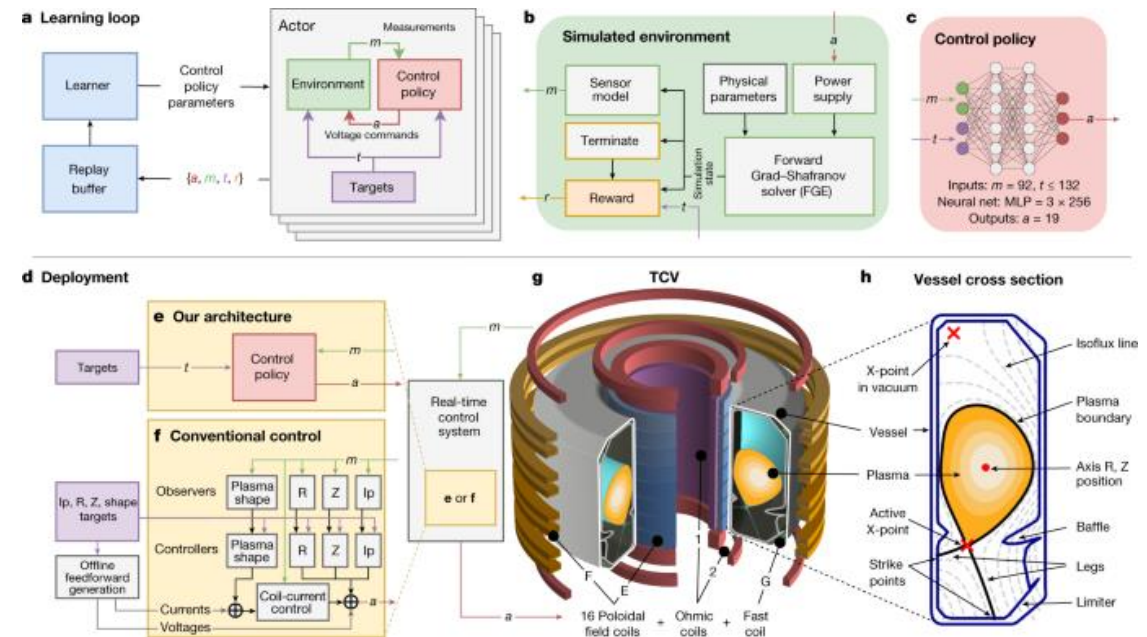 a Learning loop
Learner
Replay
buffer
Control
policy
parameters
{a, m, t, r}
Actor
Measurements
m
Environment
Control
policy
a
Voltage commands
t
Targets
b
Simulated environment
a
m
Sensor
model
Physical
parameters
Power
supply
Terminate
Simulation
state
Forward
Grad–Shafranov
solver (FGE)
r
Reward
t
c
Control policy
m
t
a
Inputs: m = 92, t ≤ 132
Neural net: MLP = 3 × 256
Outputs: a = 19
d Deployment
e Our architecture
Targets
t
Control
policy
m
a
f Conventional control
m
Observers
Plasma
shape
R
Z
Ip
Ip, R, Z, shape
targets
Controllers
Plasma
shape
R
Z
Ip
Offline
feedforward
generation
Coil-current
control
a
Currents
Voltages
m
Real-time
control
system
e or f
a
g
TCV
1
2
F
E
G
16 Poloidal
field coils
+
Ohmic
coils
+
Fast
coil
h
Vessel cross section
X-point
in vacuum
Vessel
Plasma
Active
X-point
Strike
points
Isoflux line
Plasma
boundary
Axis R, Z
position
Baffle
Legs
Limiter